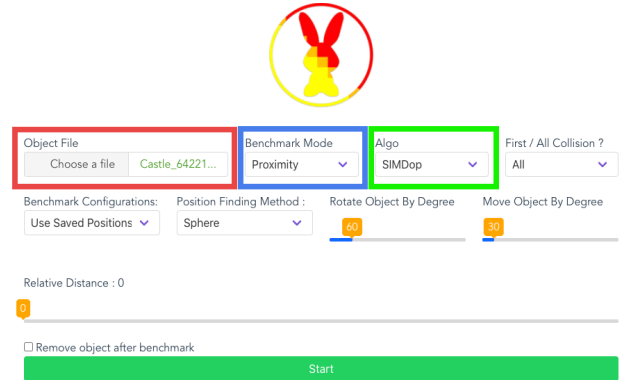 Object File Benchmark Mode Algo First / All Collision ?
Choose a file Castle_64221... Proximity SIMDop All
Benchmark Configurations: Position Finding Method : Rotate Object By Degree Move Object By Degree
Use Saved Positions Sphere 60 30
Relative Distance : 0
0
Remove object after benchmark
Start